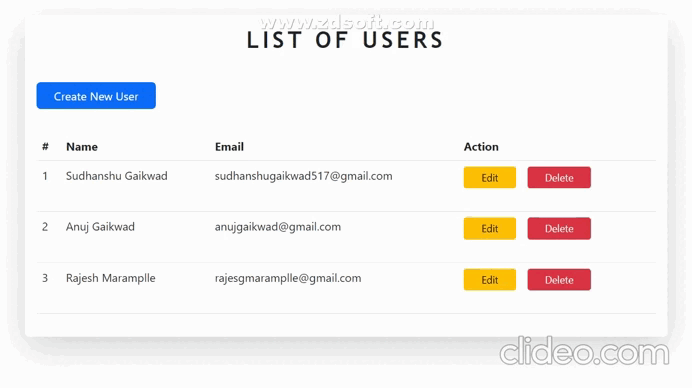 www.zdsoft.com
LIST OF USERS
Create New User
# Name Email Action
1 Sudhanshu Gaikwad sudhanshugaikwad517@gmail.com Edit Delete
2 Anuj Gaikwad anujgaikwad@gmail.com Edit Delete
3 Rajesh Maramplle rajesgmaramplle@gmail.com Edit Delete
clideo.com